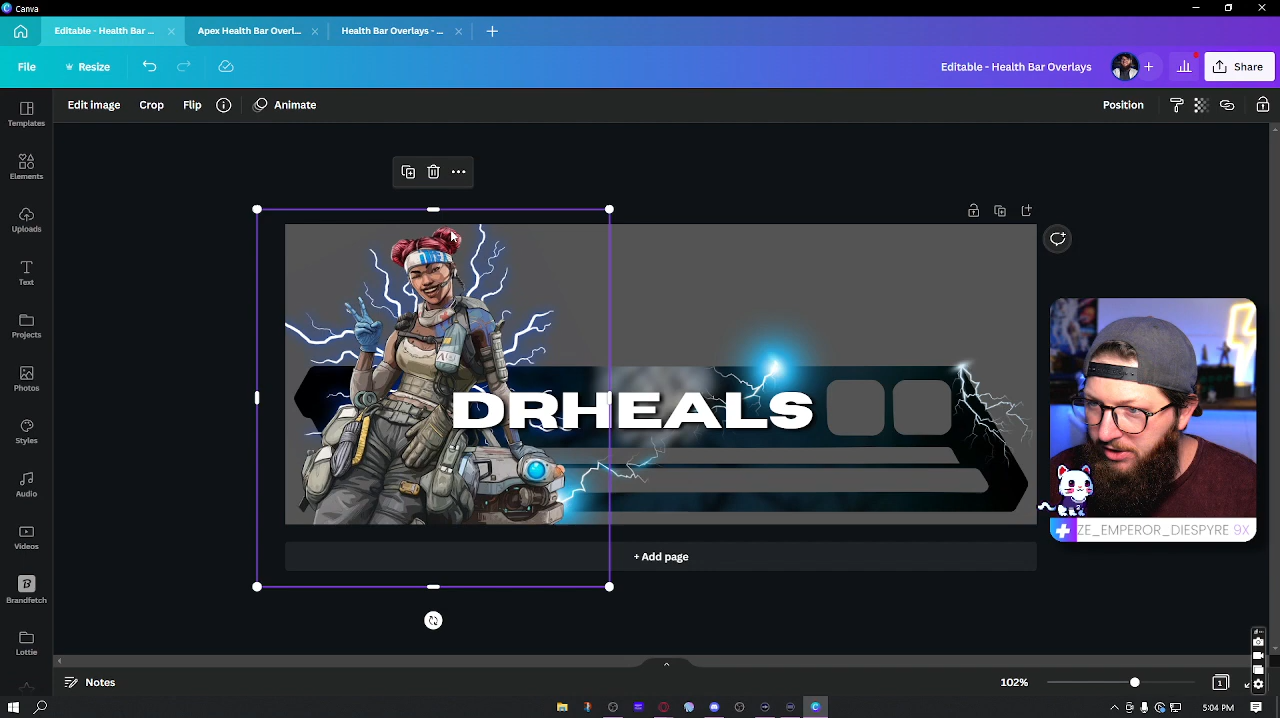 Canva
Editable - Health Bar ...
Apex Health Bar Overl...
Health Bar Overlays - ...
File
Resize
Editable - Health Bar Overlays
Share
Edit image
Crop
Flip
Animate
Position
Templates
Elements
Uploads
Text
Projects
Photos
Styles
Audio
Videos
Brandfetch
Lottie
DRHEALS
ZE_EMPEROR_DIESPYRE 9X
+ Add page
Notes
102%
1
5:04 PM